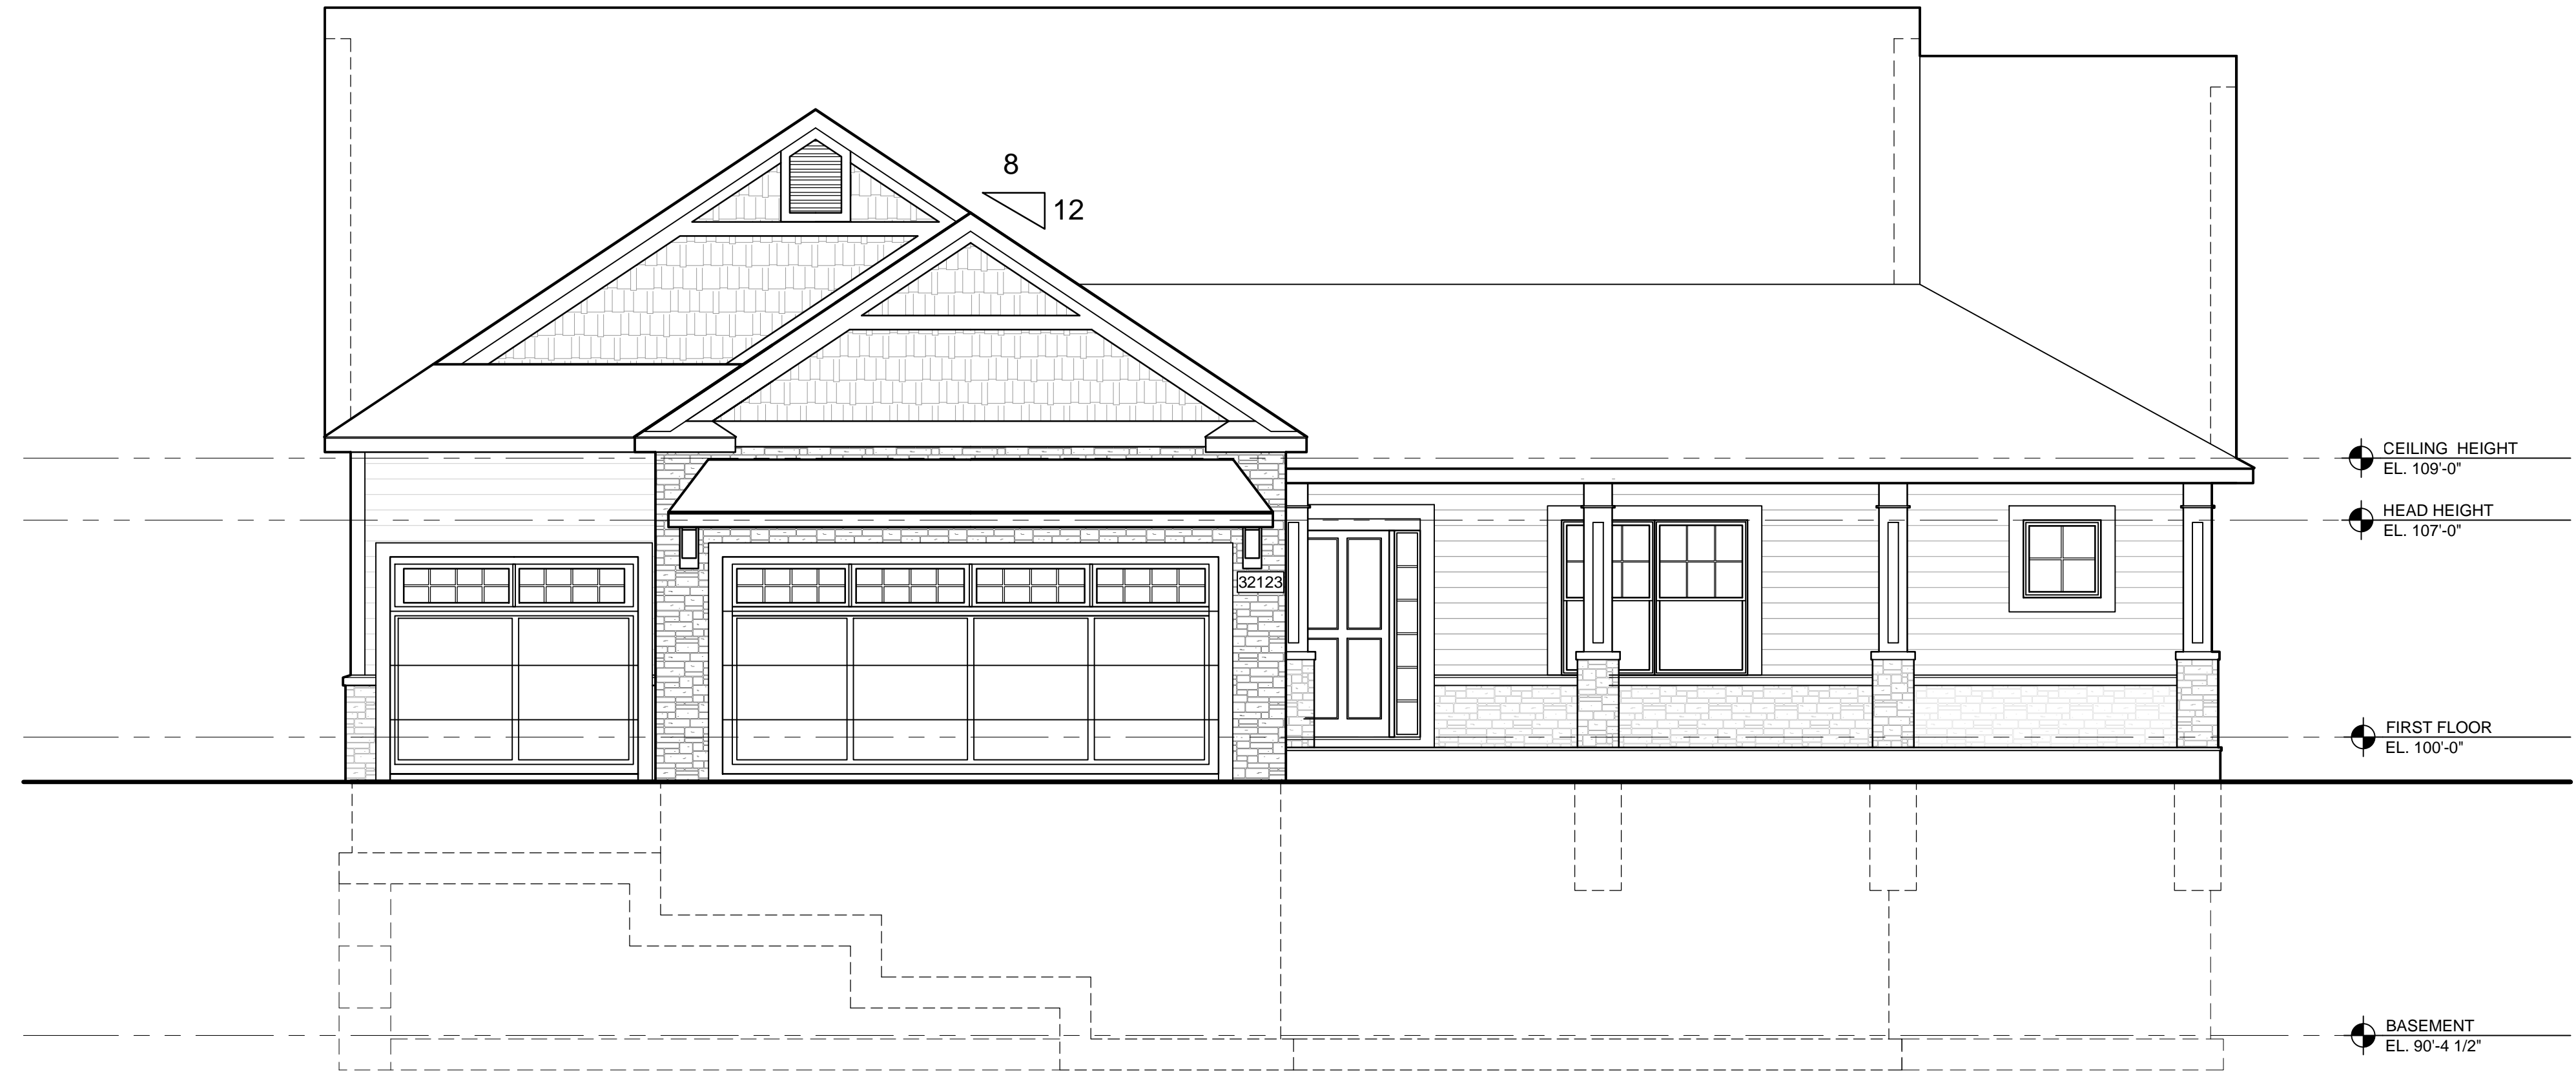 8
12
CEILING HEIGHT
EL. 109'-0"
HEAD HEIGHT
EL. 107'-0"
32123
FIRST FLOOR
EL. 100'-0"
BASEMENT
EL. 90'-4 1/2"